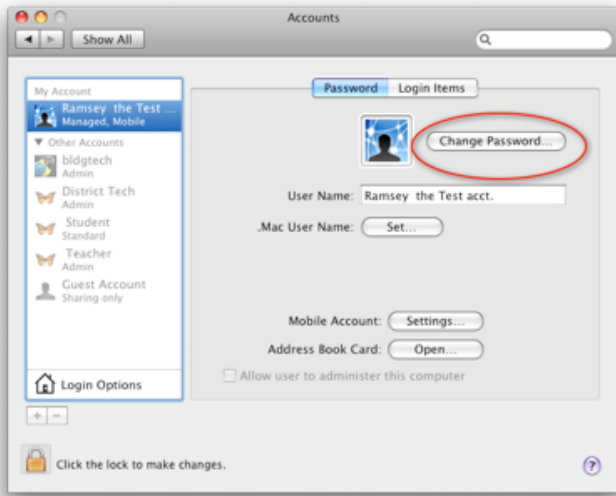 Accounts
Show All
My Account
Ramsey the Test ...
Managed, Mobile
Other Accounts
bldgtech
Admin
District Tech
Admin
Student
Standard
Teacher
Admin
Guest Account
Sharing only
Login Options
+ −
Password Login Items
Change Password...
User Name: Ramsey the Test acct.
.Mac User Name: Set...
Mobile Account: Settings...
Address Book Card: Open...
Allow user to administer this computer
Click the lock to make changes.
?